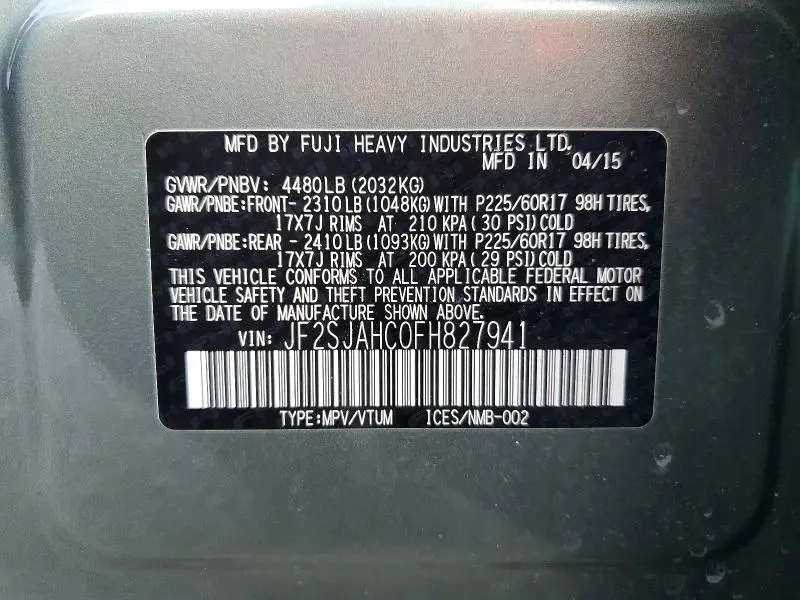 MFD BY FUJI HEAVY INDUSTRIES LTD.
MFD IN 04/15
GVWR/PNBV: 4480LB (2032KG)
GAWR/PNBE:FRONT- 2310 LB (1048KG) WITH P225/60R17 98H TIRES,
17X7J RIMS AT 210 KPA (30 PSI) COLD
GAWR/PNBE:REAR - 2410 LB (1093KG) WITH P225/60R17 98H TIRES,
17X7J RIMS AT 200 KPA (29 PSI) COLD
THIS VEHICLE CONFORMS TO ALL APPLICABLE FEDERAL MOTOR
VEHICLE SAFETY AND THEFT PREVENTION STANDARDS IN EFFECT ON
THE DATE OF MANUFACTURE SHOWN ABOVE.
VIN: JF2SJAHC0FH827941
TYPE:MPV/VTUM ICES/NMB-002